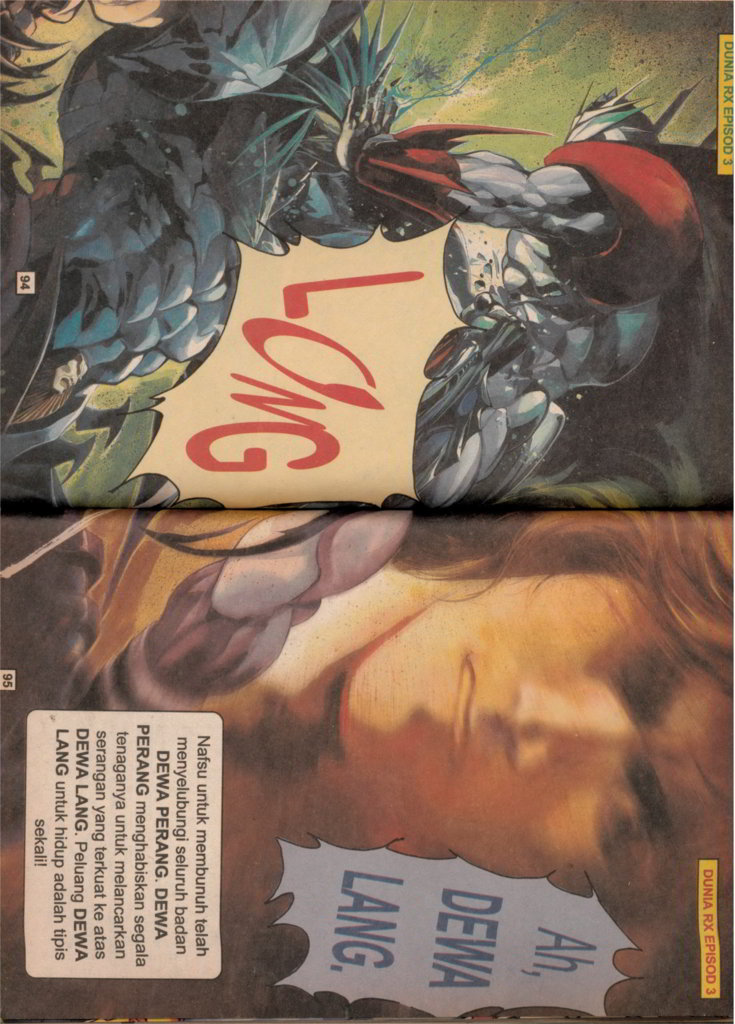 DUNIA RX EPISOD 3
LONG
94
DUNIA RX EPISOD 3
Ah,
DEWA
LANG.
Nafsu untuk membunuh telah
menyelubungi seluruh badan
DEWA PERANG. DEWA
PERANG menghabiskan segala
tenaganya untuk melancarkan
serangan yang terkuat ke atas
DEWA LANG. Peluang DEWA
LANG untuk hidup adalah tipis
sekali!
95